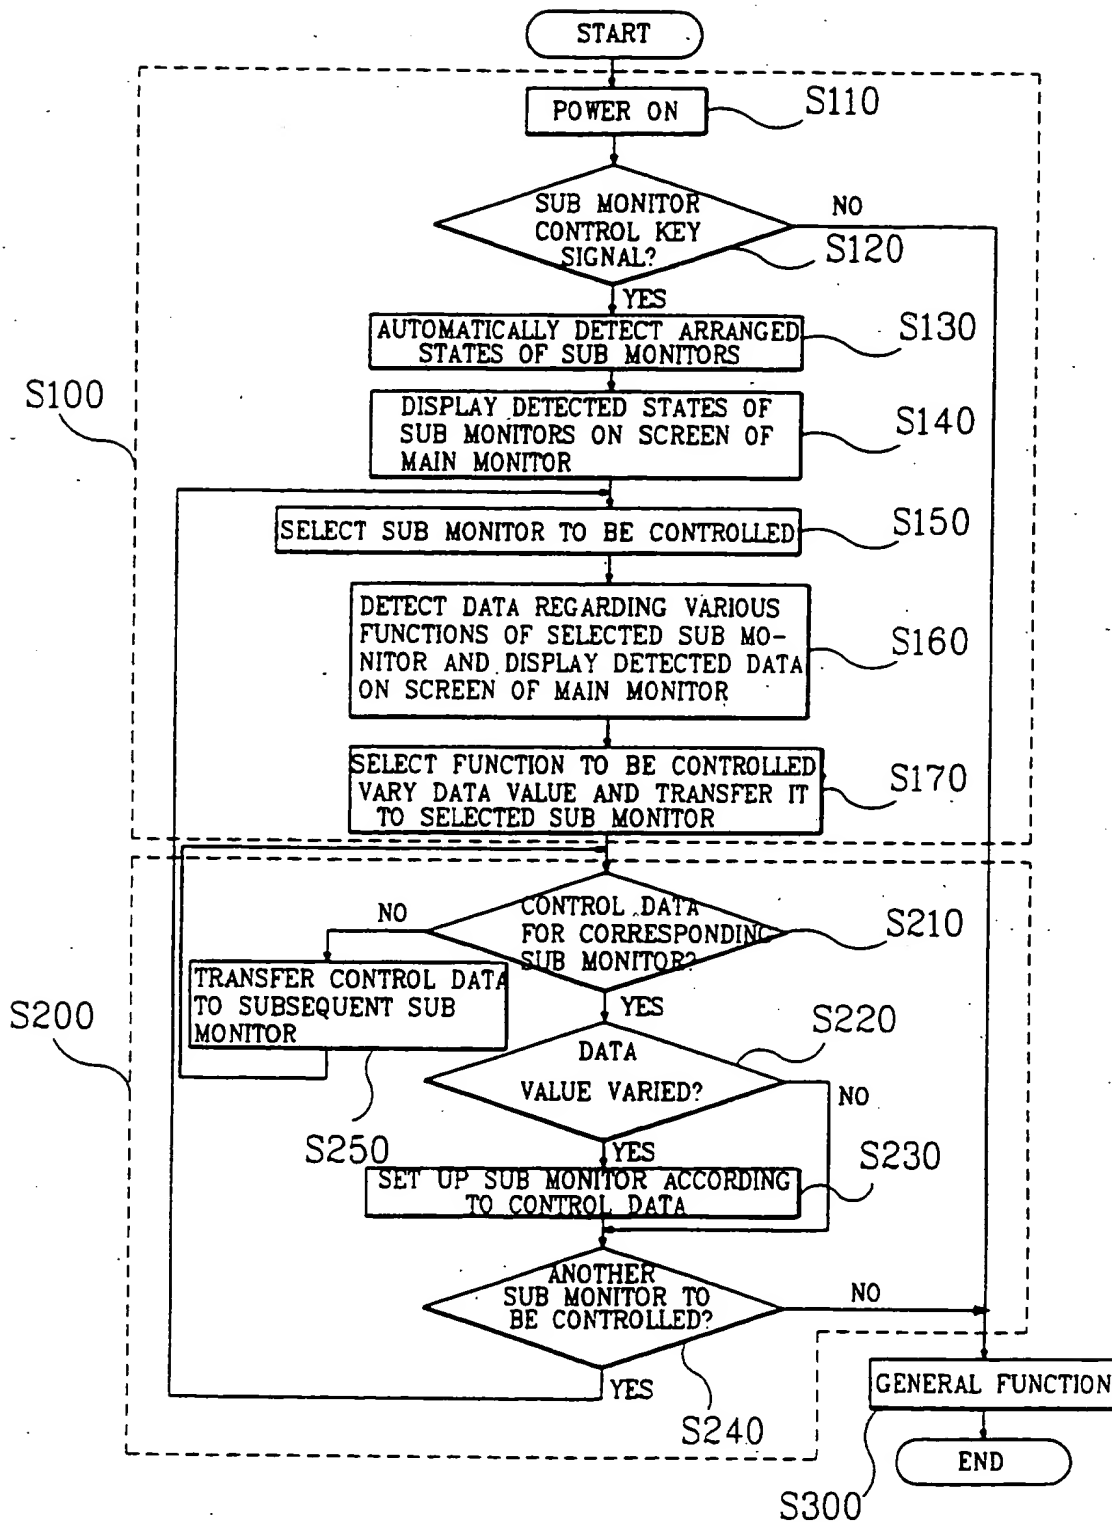 START
POWER ON
S110
SUB MONITOR
CONTROL KEY
SIGNAL?
NO
S120
YES
AUTOMATICALLY DETECT ARRANGED
STATES OF SUB MONITORS
S130
S100
DISPLAY DETECTED STATES OF
SUB MONITORS ON SCREEN OF
MAIN MONITOR
S140
SELECT SUB MONITOR TO BE CONTROLLED
S150
DETECT DATA REGARDING VARIOUS
FUNCTIONS OF SELECTED SUB MO-
NITOR AND DISPLAY DETECTED DATA
ON SCREEN OF MAIN MONITOR
S160
SELECT FUNCTION TO BE CONTROLLED
VARY DATA VALUE AND TRANSFER IT
TO SELECTED SUB MONITOR
S170
NO
CONTROL DATA
FOR CORRESPONDING
SUB MONITOR?
S210
TRANSFER CONTROL DATA
TO SUBSEQUENT SUB
MONITOR
YES
S200
S220
DATA
VALUE VARIED?
NO
S250
YES
S230
SET UP SUB MONITOR ACCORDING
TO CONTROL DATA
ANOTHER
SUB MONITOR TO
BE CONTROLLED?
NO
YES
S240
GENERAL FUNCTION
END
S300